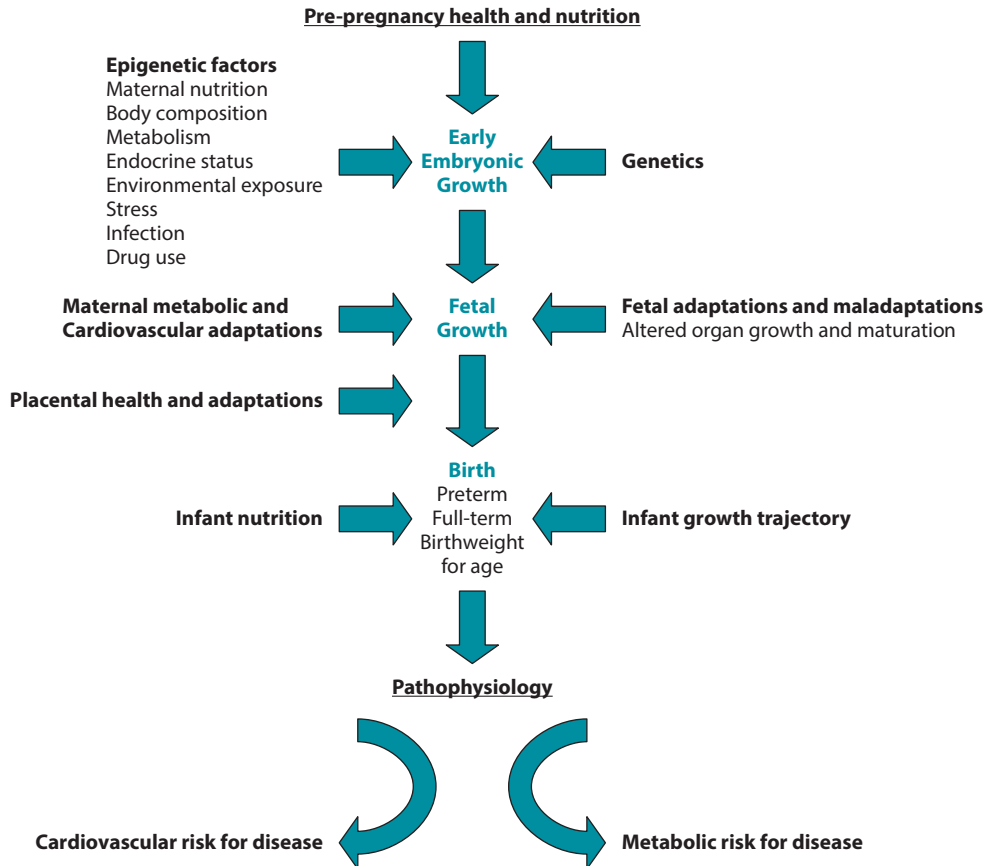 Pre-pregnancy health and nutrition
Epigenetic factors
Maternal nutrition
Body composition
Metabolism
Endocrine status
Environmental exposure
Stress
Infection
Drug use
Early
Embryonic
Growth
Genetics
Maternal metabolic and
Cardiovascular adaptations
Fetal
Growth
Fetal adaptations and maladaptations
Altered organ growth and maturation
Placental health and adaptations
Birth
Preterm
Full-term
Birthweight
for age
Infant nutrition
Infant growth trajectory
Pathophysiology
Cardiovascular risk for disease
Metabolic risk for disease